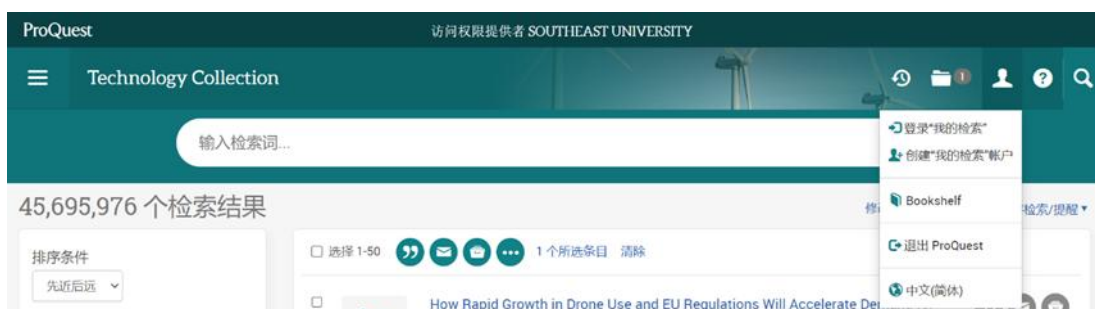 ProQuest
访问权限提供者 SOUTHEAST UNIVERSITY
Technology Collection
1
输入检索词...
登录"我的检索"
创建"我的检索"帐户
Bookshelf
退出 ProQuest
中文(简体)
45,695,976 个检索结果
检索/提醒
排序条件
先近后远
选择 1-50
1 个所选条目 清除
How Rapid Growth in Drone Use and EU Regulations Will Accelerate